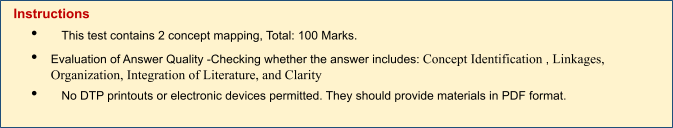 Instructions
• This test contains 2 concept mapping, Total: 100 Marks.
• Evaluation of Answer Quality -Checking whether the answer includes: Concept Identification , Linkages,
Organization, Integration of Literature, and Clarity
• No DTP printouts or electronic devices permitted. They should provide materials in PDF format.